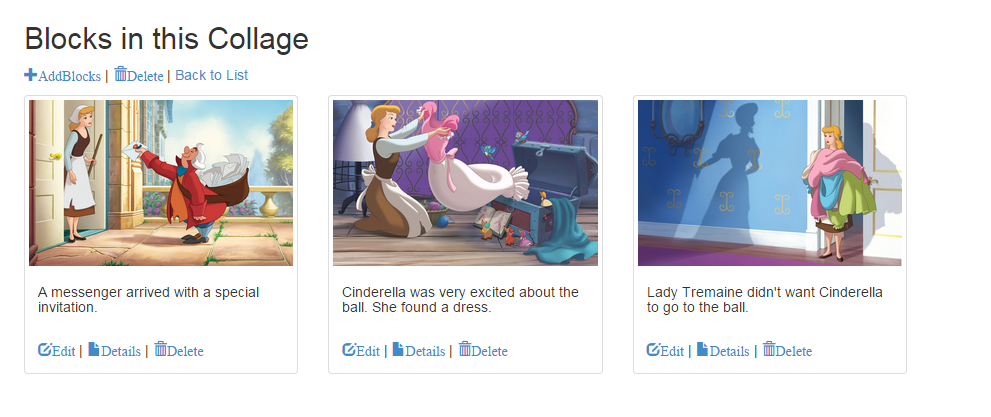 Blocks in this Collage
AddBlocks | Delete | Back to List
A messenger arrived with a special
invitation.
Edit | Details | Delete
Cinderella was very excited about the
ball. She found a dress.
Edit | Details | Delete
Lady Tremaine didn't want Cinderella
to go to the ball.
Edit | Details | Delete